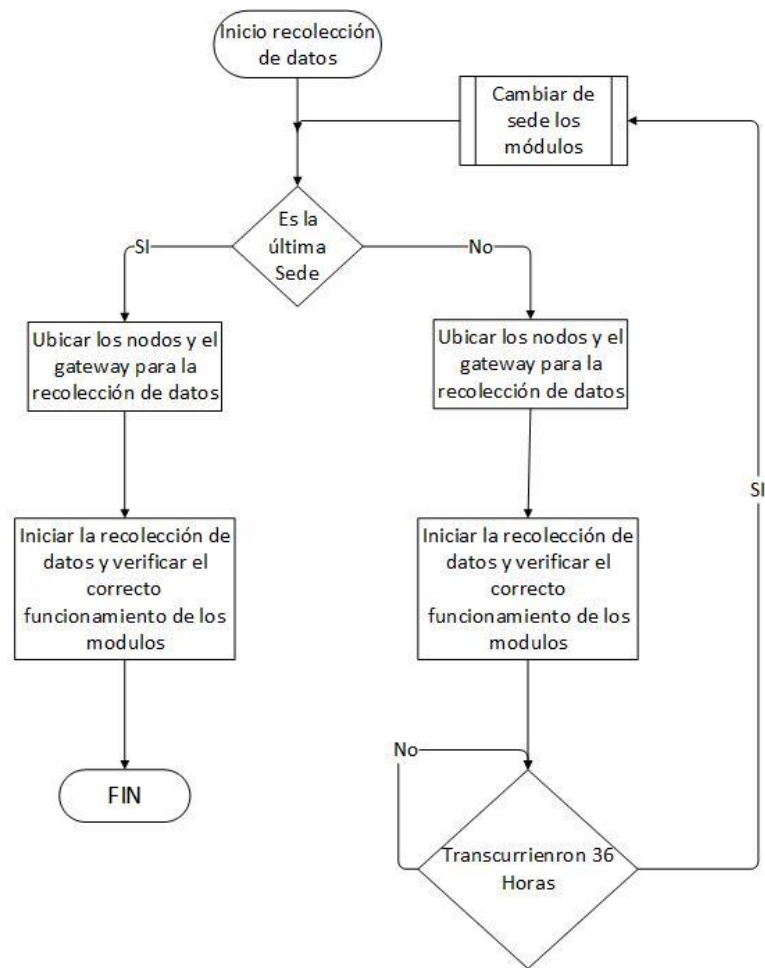 Inicio recolección
de datos
Cambiar de
sede los
módulos
Es la
última
Sede
SI
No
Ubicar los nodos y el
gateway para la
recolección de datos
Ubicar los nodos y el
gateway para la
recolección de datos
SI
Iniciar la recolección de
datos y verificar el
correcto
funcionamiento de los
modulos
Iniciar la recolección de
datos y verificar el
correcto
funcionamiento de los
modulos
No
FIN
Transcurrienron 36
Horas